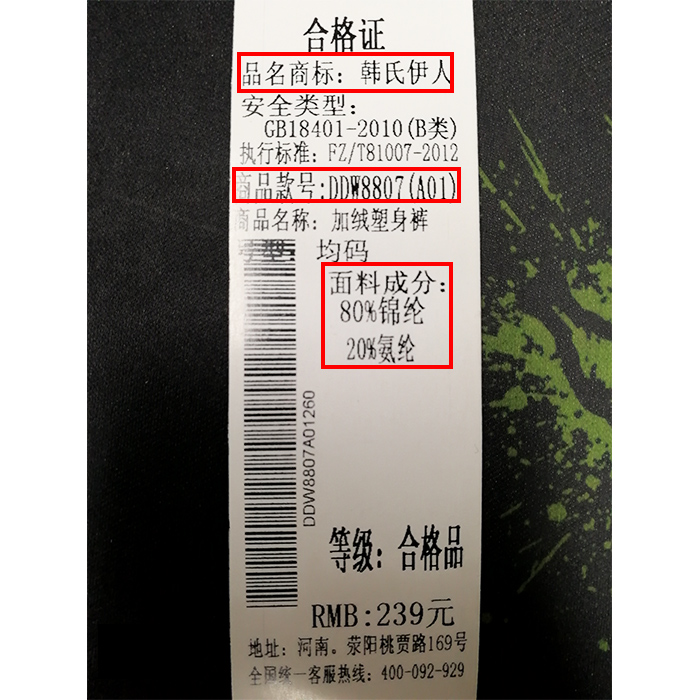 合格证
品名商标：韩氏伊人
安全类型：
GB18401-2010(B类)
执行标准：FZ/T81007-2012
商品款号:DDW8807(A01)
商品名称：加绒塑身裤
号型：均码
面料成分：
80%锦纶
20%氨纶
DDW8807A01260
等级：合格品
RMB:239元
地址：河南。荥阳桃贾路169号
全国统一客服热线：400-092-929